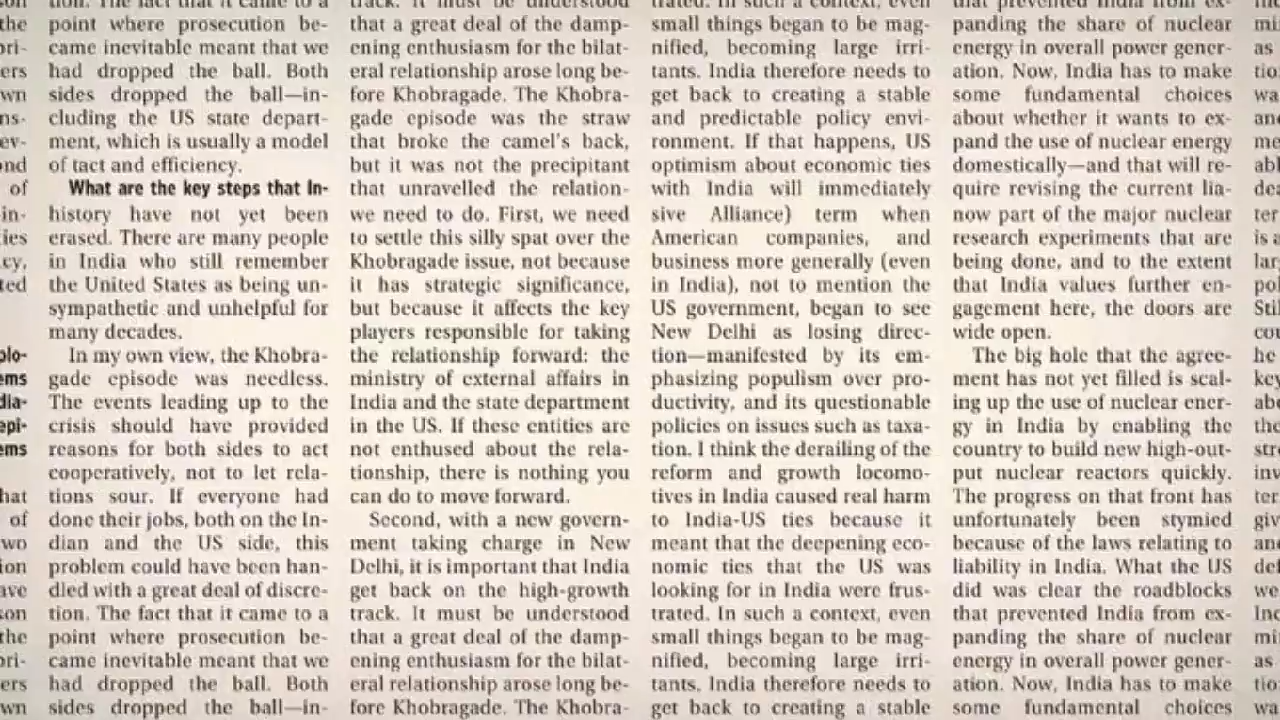 tion. The fact that it came to a
point where prosecution be-
came inevitable meant that we
had dropped the ball. Both
sides dropped the ball—in-
cluding the US state depart-
ment, which is usually a model
of tact and efficiency.
What are the key steps that In-
history have not yet been
erased. There are many people
in India who still remember
the United States as being un-
sympathetic and unhelpful for
many decades.
In my own view, the Khobra-
gade episode was needless.
The events leading up to the
crisis should have provided
reasons for both sides to act
cooperatively, not to let rela-
tions sour. If everyone had
done their jobs, both on the In-
dian and the US side, this
problem could have been han-
dled with a great deal of discre-
tion. The fact that it came to a
point where prosecution be-
came inevitable meant that we
had dropped the ball. Both
sides dropped the ball—in-
track. It must be understood
that a great deal of the damp-
ening enthusiasm for the bilat-
eral relationship arose long be-
fore Khobragade. The Khobra-
gade episode was the straw
that broke the camel's back,
but it was not the precipitant
that unravelled the relation-
we need to do. First, we need
to settle this silly spat over the
Khobragade issue, not because
it has strategic significance,
but because it affects the key
players responsible for taking
the relationship forward: the
ministry of external affairs in
India and the state department
in the US. If these entities are
not enthused about the rela-
tionship, there is nothing you
can do to move forward.
Second, with a new govern-
ment taking charge in New
Delhi, it is important that India
get back on the high-growth
track. It must be understood
that a great deal of the damp-
ening enthusiasm for the bilat-
eral relationship arose long be-
fore Khobragade. The Khobra-
trated. In such a context, even
small things began to be mag-
nified, becoming large irri-
tants. India therefore needs to
get back to creating a stable
and predictable policy envi-
ronment. If that happens, US
optimism about economic ties
with India will immediately
sive Alliance) term when
American companies, and
business more generally (even
in India), not to mention the
US government, began to see
New Delhi as losing direc-
tion—manifested by its em-
phasizing populism over pro-
ductivity, and its questionable
policies on issues such as taxa-
tion. I think the derailing of the
reform and growth locomo-
tives in India caused real harm
to India-US ties because it
meant that the deepening eco-
nomic ties that the US was
looking for in India were frus-
trated. In such a context, even
small things began to be mag-
nified, becoming large irri-
tants. India therefore needs to
get back to creating a stable
that prevented India from ex-
panding the share of nuclear
energy in overall power gener-
ation. Now, India has to make
some fundamental choices
about whether it wants to ex-
pand the use of nuclear energy
domestically—and that will re-
quire revising the current lia-
now part of the major nuclear
research experiments that are
being done, and to the extent
that India values further en-
gagement here, the doors are
wide open.
The big hole that the agree-
ment has not yet filled is scal-
ing up the use of nuclear ener-
gy in India by enabling the
country to build new high-out-
put nuclear reactors quickly.
The progress on that front has
unfortunately been stymied
because of the laws relating to
liability in India. What the US
did was clear the roadblocks
that prevented India from ex-
panding the share of nuclear
energy in overall power gener-
ation. Now, India has to make
some fundamental choices